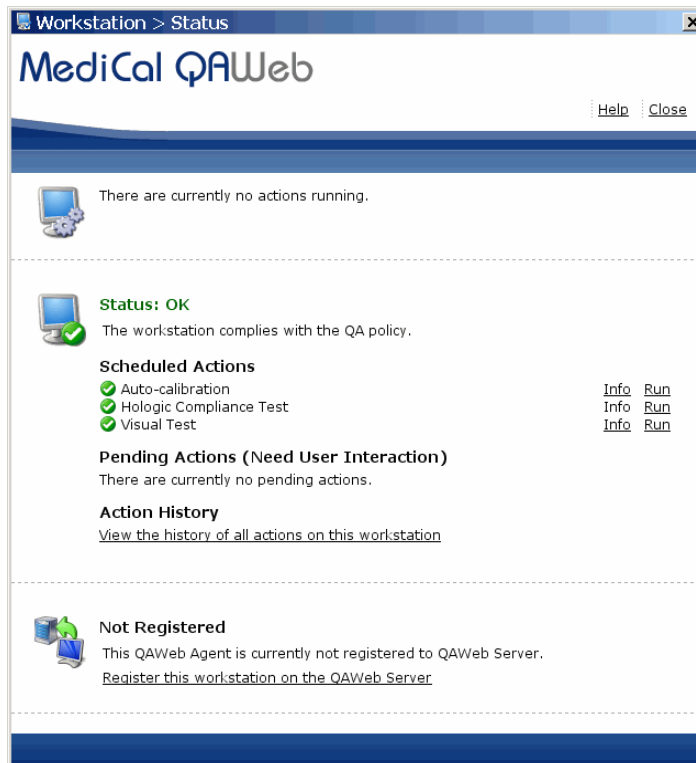 Workstation > Status
MediCal QAWeb
Help Close
There are currently no actions running.
Status: OK
The workstation complies with the QA policy.
Scheduled Actions
Auto-calibration Info Run
Hologic Compliance Test Info Run
Visual Test Info Run
Pending Actions (Need User Interaction)
There are currently no pending actions.
Action History
View the history of all actions on this workstation
Not Registered
This QAWeb Agent is currently not registered to QAWeb Server.
Register this workstation on the QAWeb Server